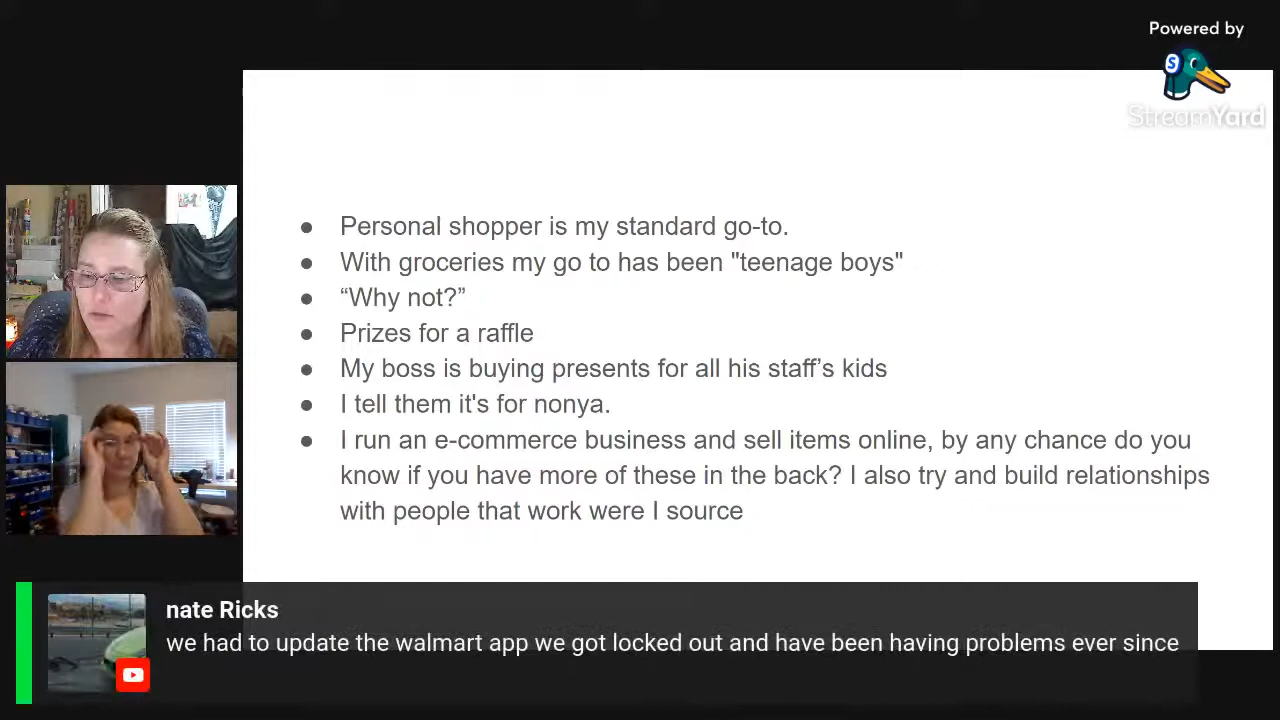 Powered by
StreamYard
● Personal shopper is my standard go-to.
● With groceries my go to has been "teenage boys"
● “Why not?”
● Prizes for a raffle
● My boss is buying presents for all his staff’s kids
● I tell them it's for nonya.
● I run an e-commerce business and sell items online, by any chance do you
know if you have more of these in the back? I also try and build relationships
with people that work were I source
nate Ricks
we had to update the walmart app we got locked out and have been having problems ever since